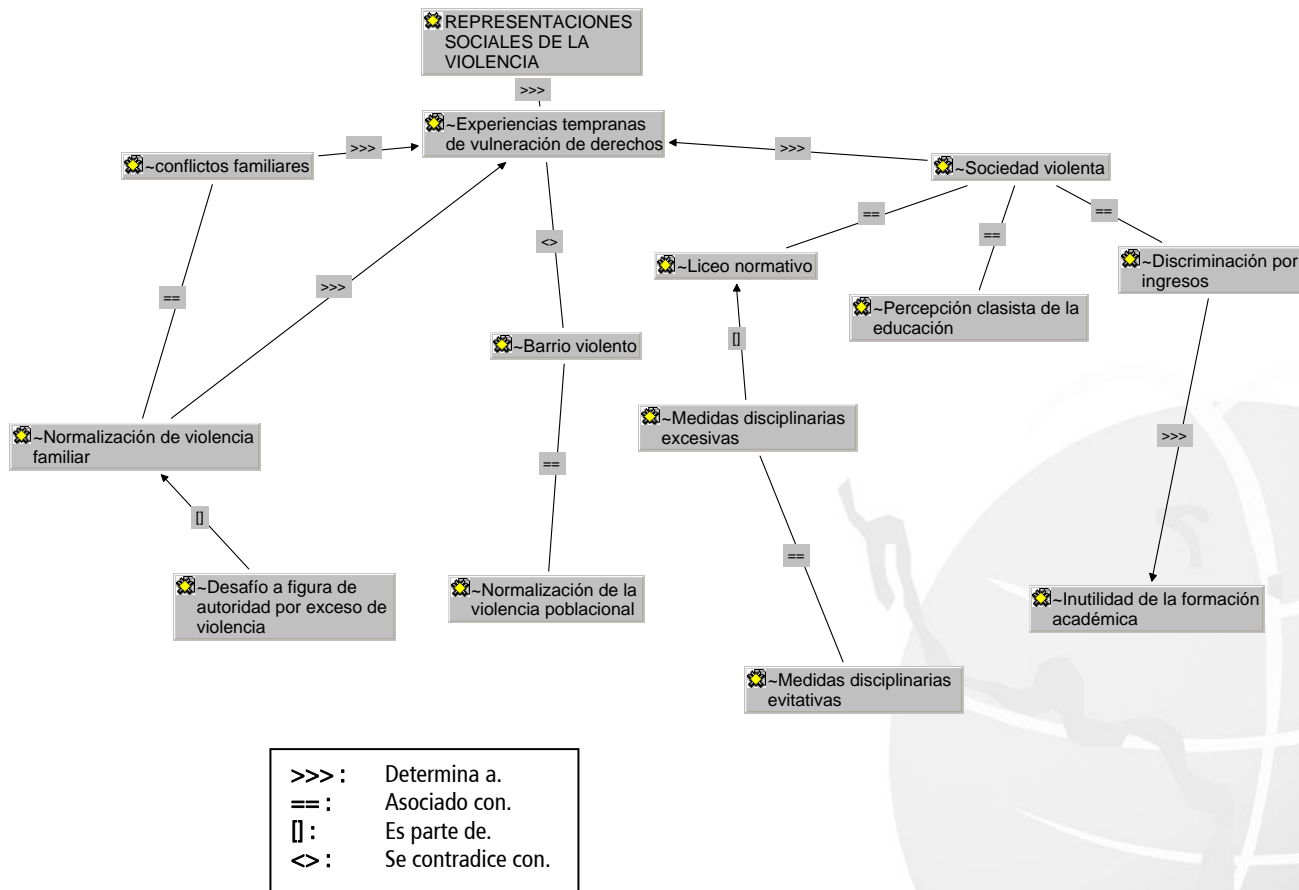 REPRESENTACIONES
SOCIALES DE LA
VIOLENCIA
>>>
~Experiencias tempranas
de vulneración de derechos
>>>
>>>
~conflictos familiares
~Sociedad violenta
==
==
==
<>
~Liceo normativo
~Discriminación por
ingresos
==
>>>
~Percepción clasista de la
educación
[]
~Barrio violento
~Medidas disciplinarias
excesivas
~Normalización de violencia
familiar
>>>
==
[]
==
~Desafío a figura de
autoridad por exceso de
violencia
~Normalización de la
violencia poblacional
~Inutilidad de la formación
académica
~Medidas disciplinarias
evitativas
>>> : Determina a.
== : Asociado con.
[] : Es parte de.
<> : Se contradice con.